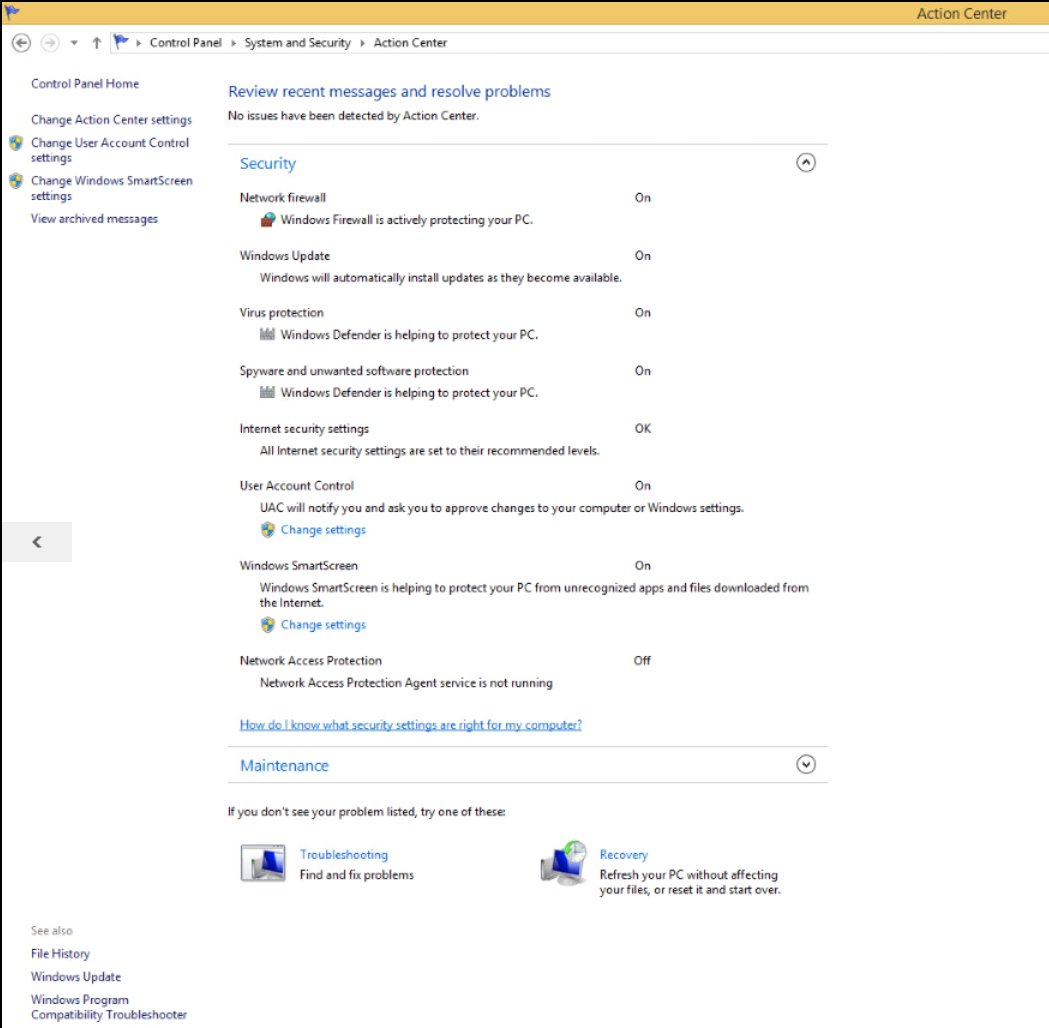 Action Center
Control Panel System and Security Action Center
Control Panel Home
Change Action Center settings
Change User Account Control
settings
Change Windows SmartScreen
settings
View archived messages
Review recent messages and resolve problems
No issues have been detected by Action Center.
Security
Network firewall On
Windows Firewall is actively protecting your PC.
Windows Update On
Windows will automatically install updates as they become available.
Virus protection On
Windows Defender is helping to protect your PC.
Spyware and unwanted software protection On
Windows Defender is helping to protect your PC.
Internet security settings OK
All Internet security settings are set to their recommended levels.
User Account Control On
UAC will notify you and ask you to approve changes to your computer or Windows settings.
Change settings
Windows SmartScreen On
Windows SmartScreen is helping to protect your PC from unrecognized apps and files downloaded from
the Internet.
Change settings
Network Access Protection Off
Network Access Protection Agent service is not running
How do I know what security settings are right for my computer?
Maintenance
If you don't see your problem listed, try one of these:
Troubleshooting
Find and fix problems
Recovery
Refresh your PC without affecting
your files, or reset it and start over.
See also
File History
Windows Update
Windows Program
Compatibility Troubleshooter